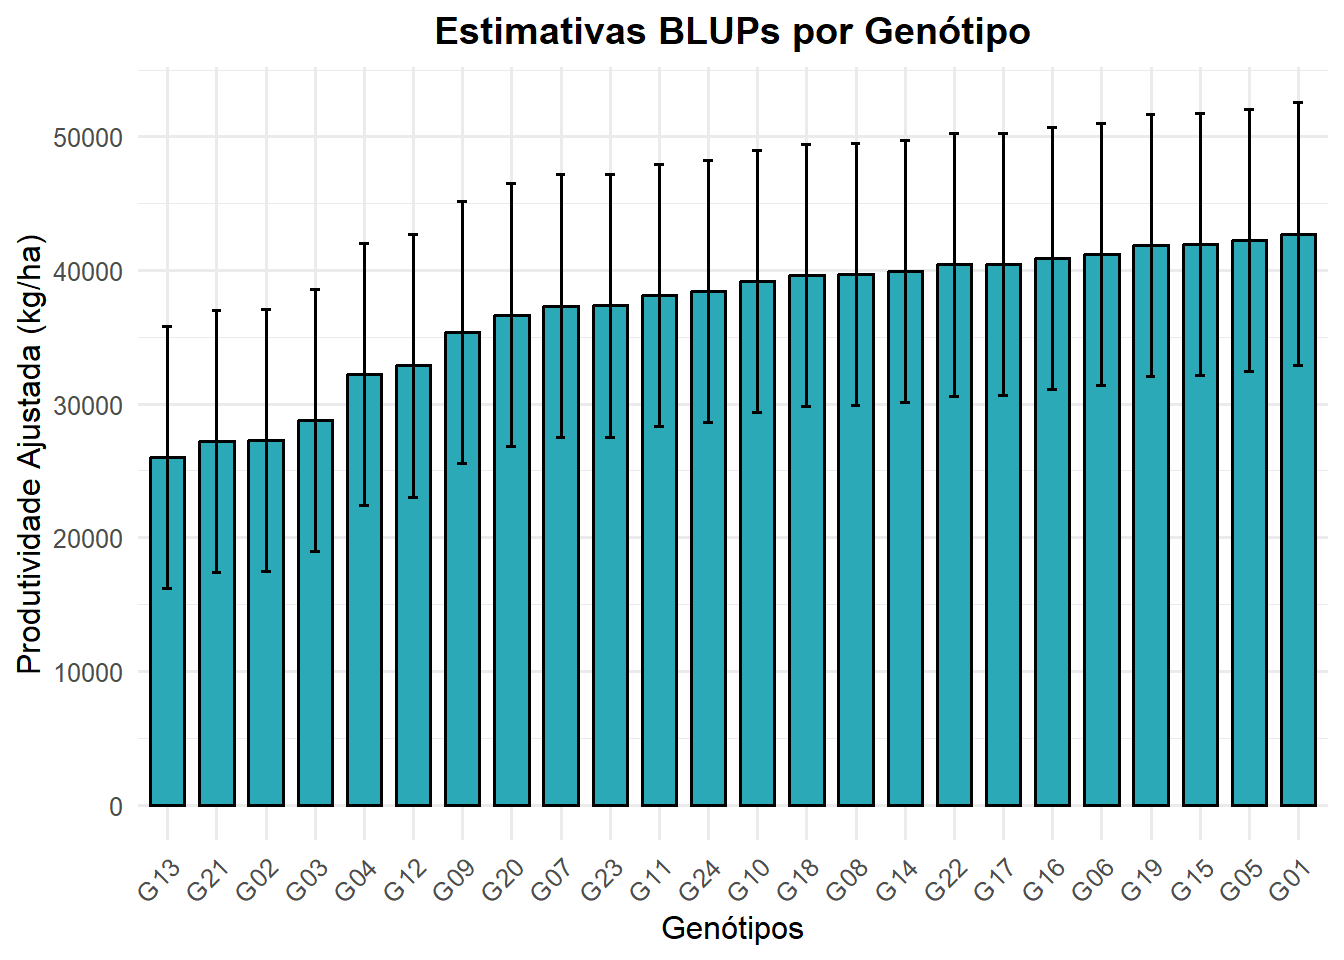 Estimativas BLUPs por Genótipo
Produtividade Ajustada (kg/ha)
50000
40000
30000
20000
10000
0
G13 G21 G02 G03 G04 G12 G09 G20 G07 G23 G11 G24 G10 G18 G08 G14 G22 G17 G16 G06 G19 G15 G05 G01
Genótipos